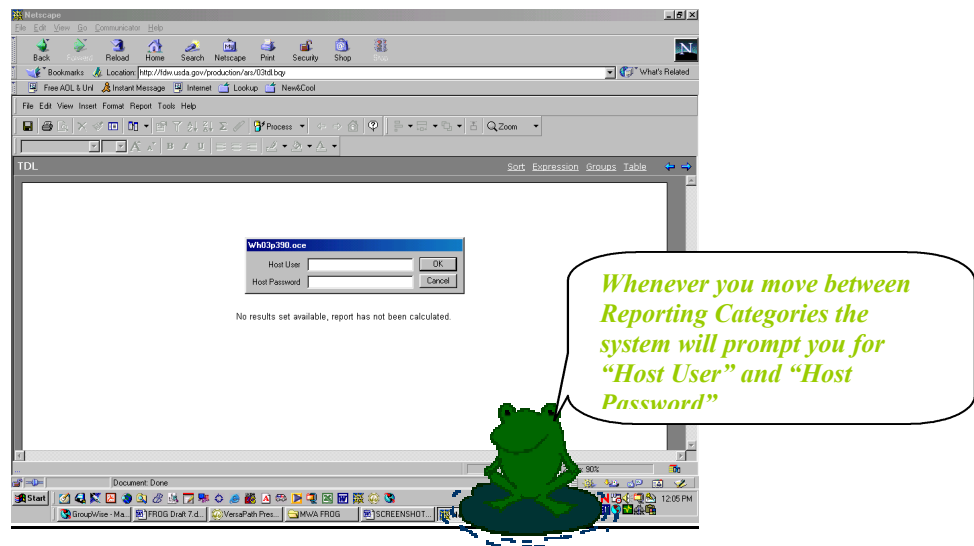 Netscape
File Edit View Go Communicator Help
Back Forward Reload Home Search Netscape Print Security Shop Stop
Bookmarks Location: http://fdw.usda.gov/production/ars/03tdl.bqy What's Related
Free AOL & Unl Instant Message Internet Lookup New&Cool
File Edit View Insert Format Report Tools Help
Process Zoom
B I U
TDL Sort Expression Groups Table
Wh03p390.oce
Host User OK
Host Password Cancel
No results set available, report has not been calculated.
Whenever you move between
Reporting Categories the
system will prompt you for
“Host User” and “Host
Password”
... 90%
Document: Done
Start 12:05 PM
GroupWise - Ma... FROG Draft 7.d... VersaPath Pres... MWA FROG SCREENSHOT...